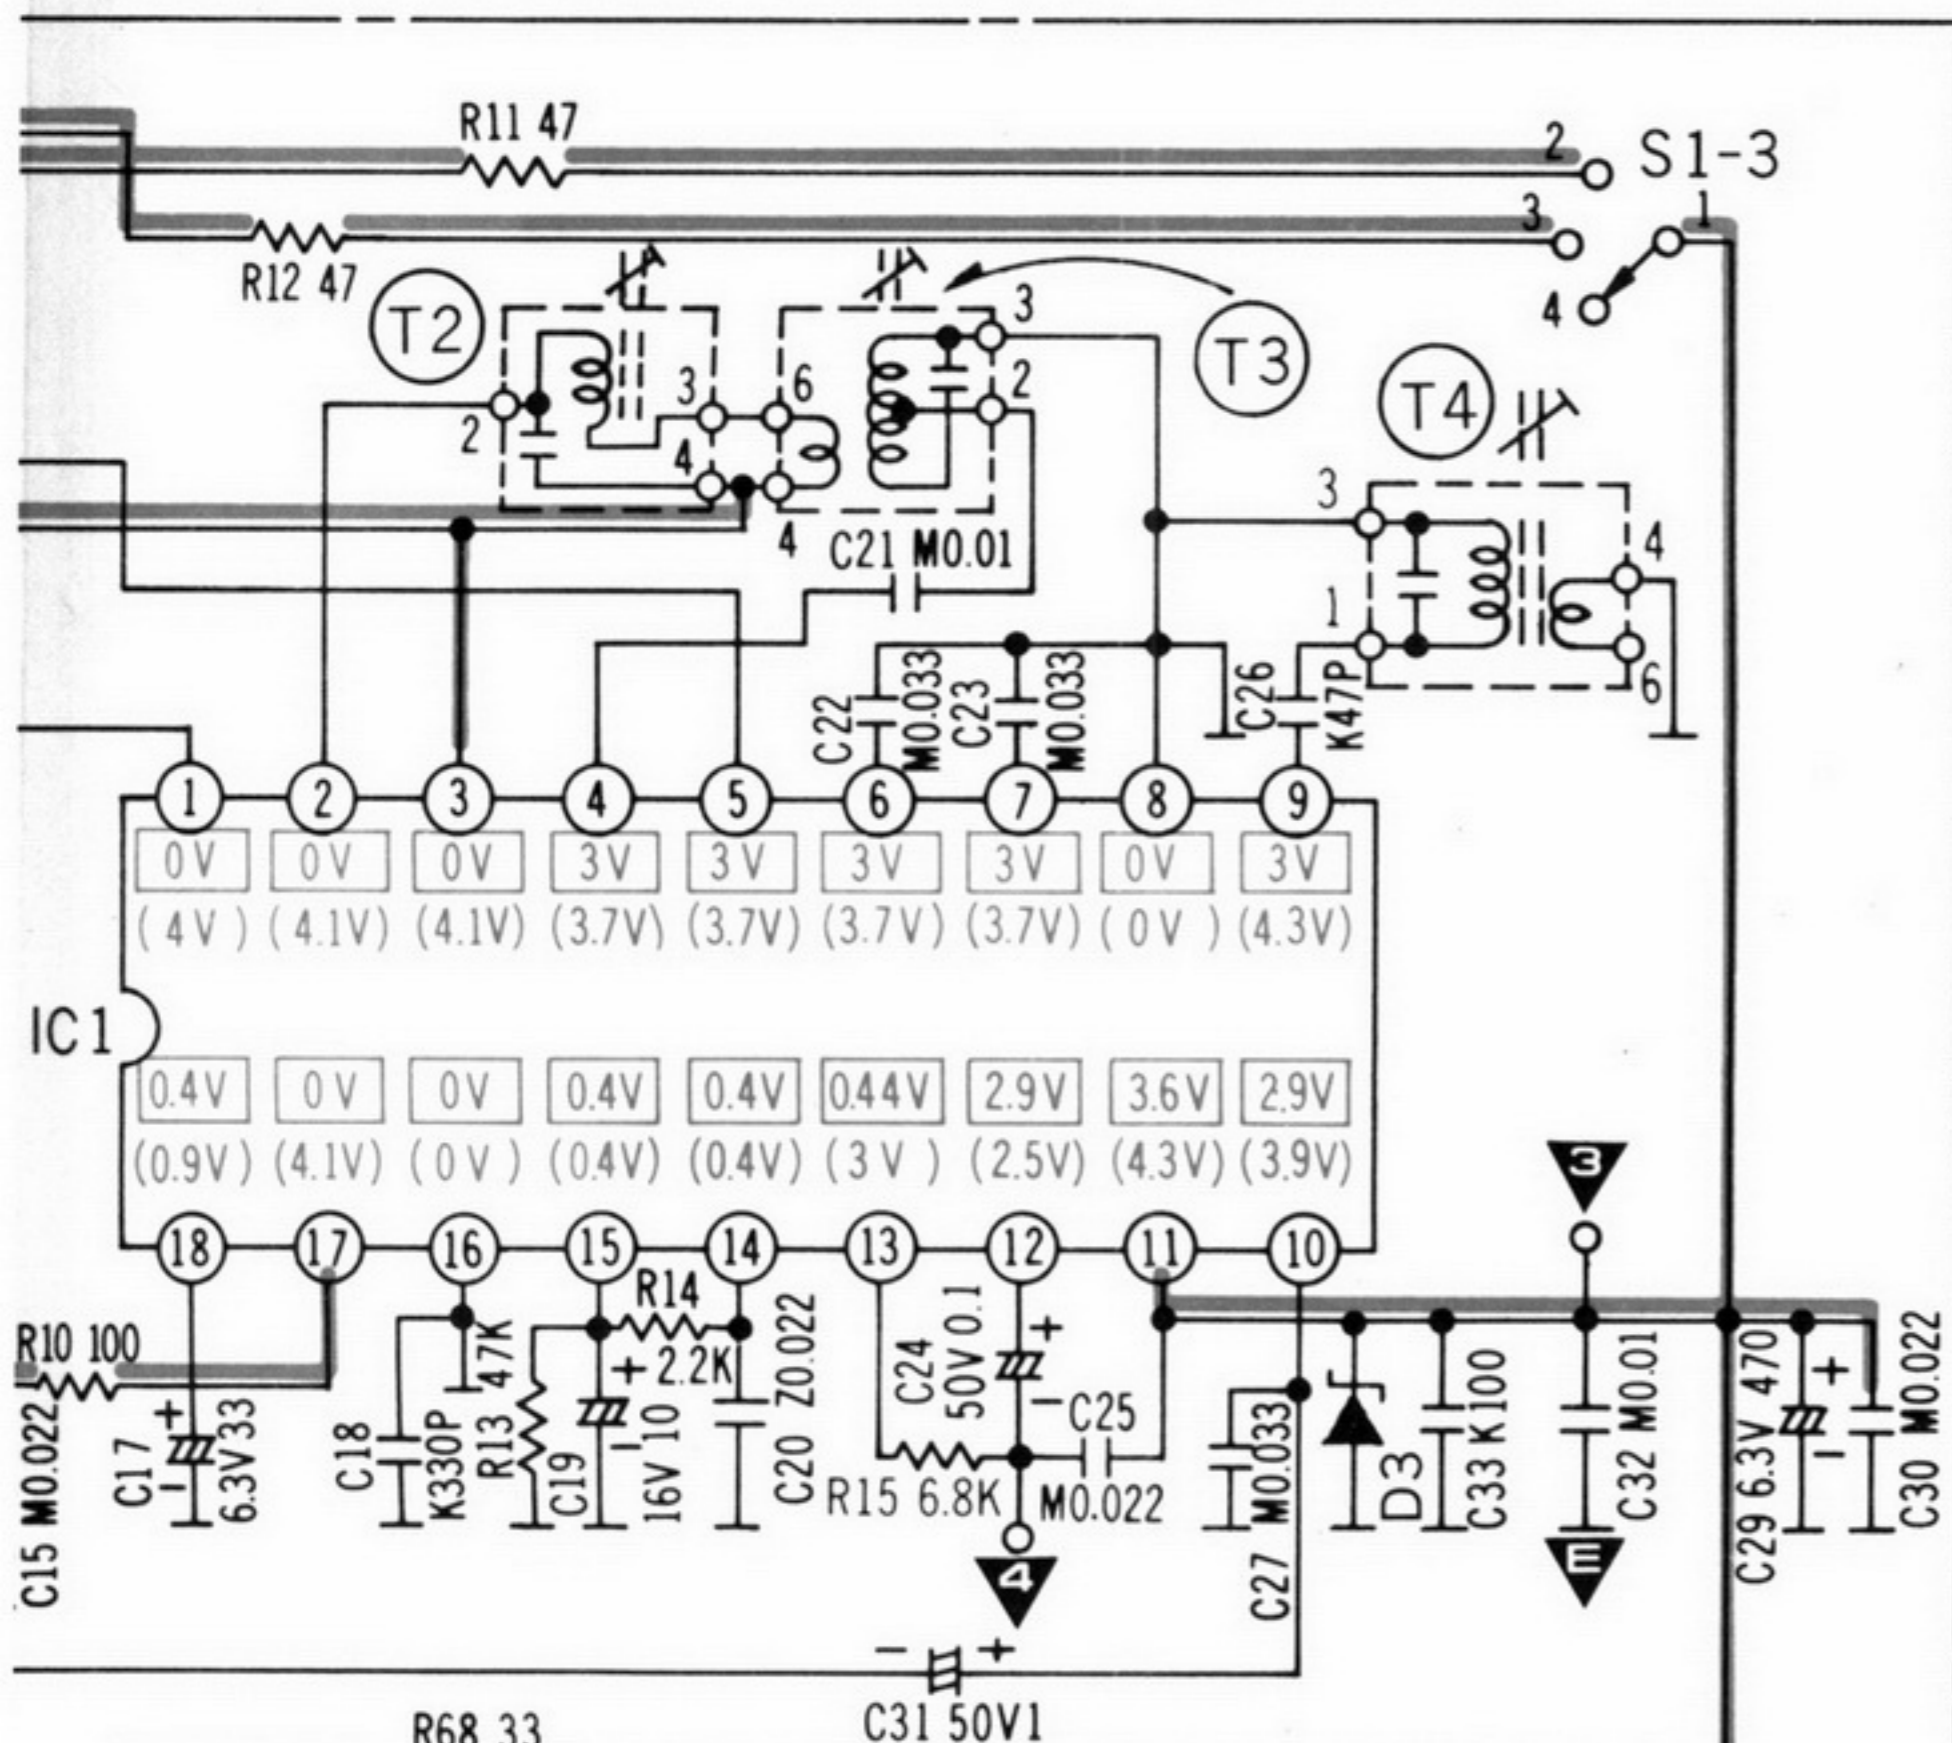 R11 47
2
S1-3
3
1
R12 47
T2
3
T3
4
2
T4
2
3
6
4
3
4
4
C21 M0.01
1
6
C22
M0.033
C23
M0.033
C26
K47P
1 2 3 4 5 6 7 8 9
0V 0V 0V 3V 3V 3V 3V 0V 3V
(4V) (4.1V) (4.1V) (3.7V) (3.7V) (3.7V) (3.7V) (0V) (4.3V)
IC1
0.4V 0V 0V 0.4V 0.4V 0.44V 2.9V 3.6V 2.9V
(0.9V) (4.1V) (0V) (0.4V) (0.4V) (3V) (2.5V) (4.3V) (3.9V)
3
18 17 16 15 14 13 12 11 10
R10 100
C15 M0.022
C17
+
-
6.3V 33
C18
K330P
47K
R13
R14
2.2K
C19
+
-
16V 10
C20 Z0.022
R15 6.8K
C24
50V 0.1
+
-
C25
M0.022
4
C27
M0.033
D3
C33 K100
C32 M0.01
E
C29 6.3V 470
+
-
C30 M0.022
- +
C31 50V1
R68 33